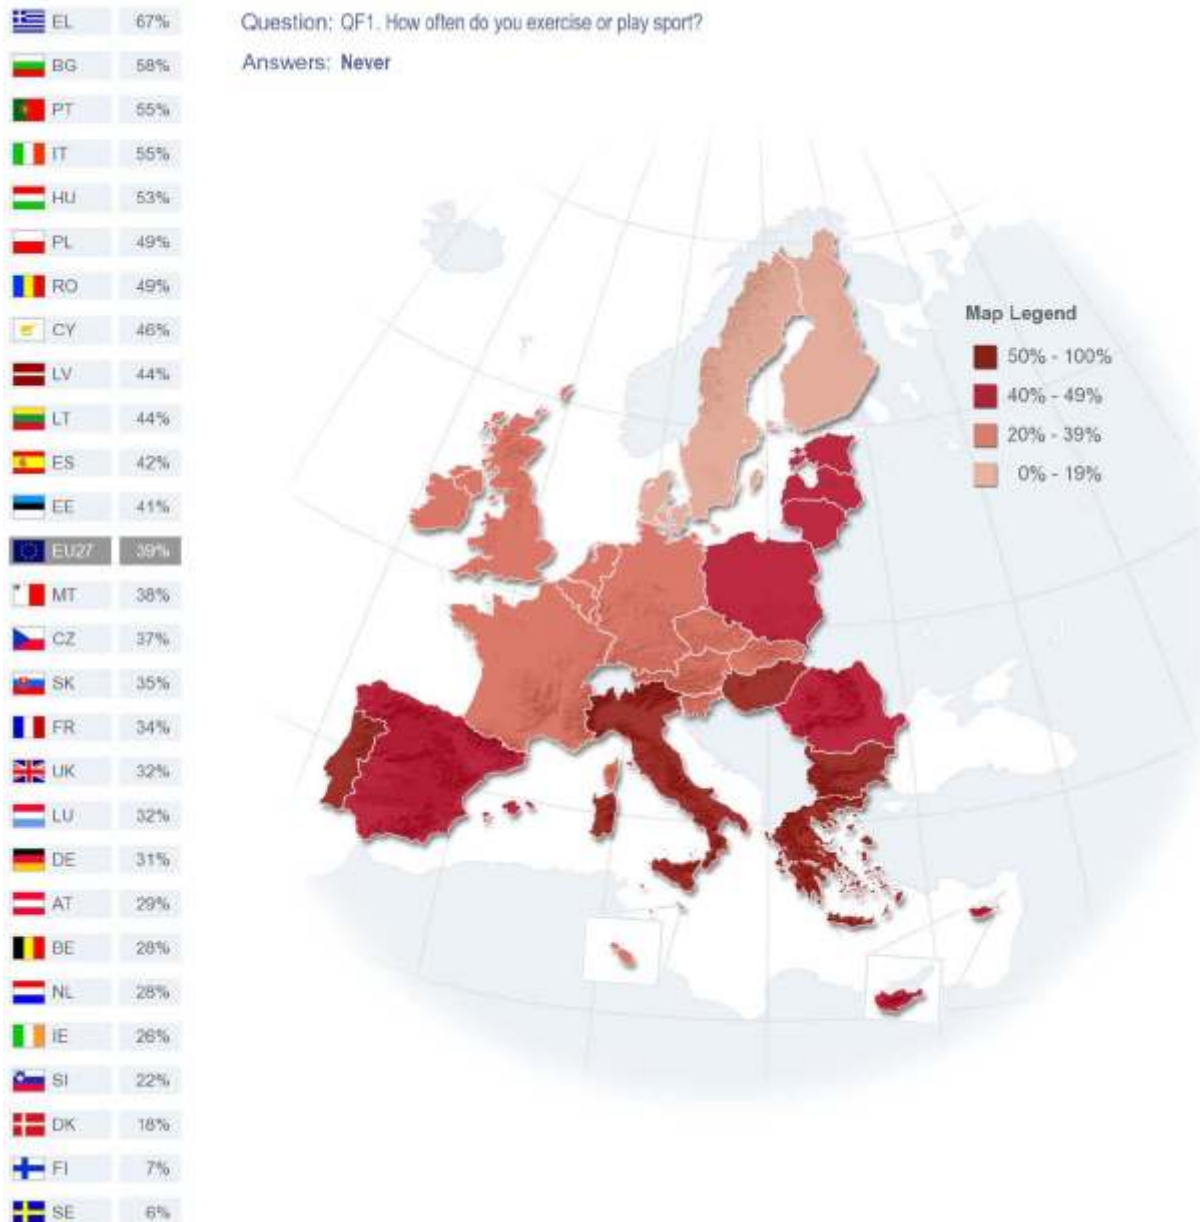 EL 67%
BG 58%
PT 55%
IT 55%
HU 53%
PL 49%
RO 49%
CY 46%
LV 44%
LT 44%
ES 42%
EE 41%
EU27 39%
MT 38%
CZ 37%
SK 35%
FR 34%
UK 32%
LU 32%
DE 31%
AT 29%
BE 28%
NL 28%
IE 26%
SI 22%
DK 18%
FI 7%
SE 6%
Question: QF1. How often do you exercise or play sport?
Answers: Never
Map Legend
50% - 100%
40% - 49%
20% - 39%
0% - 19%